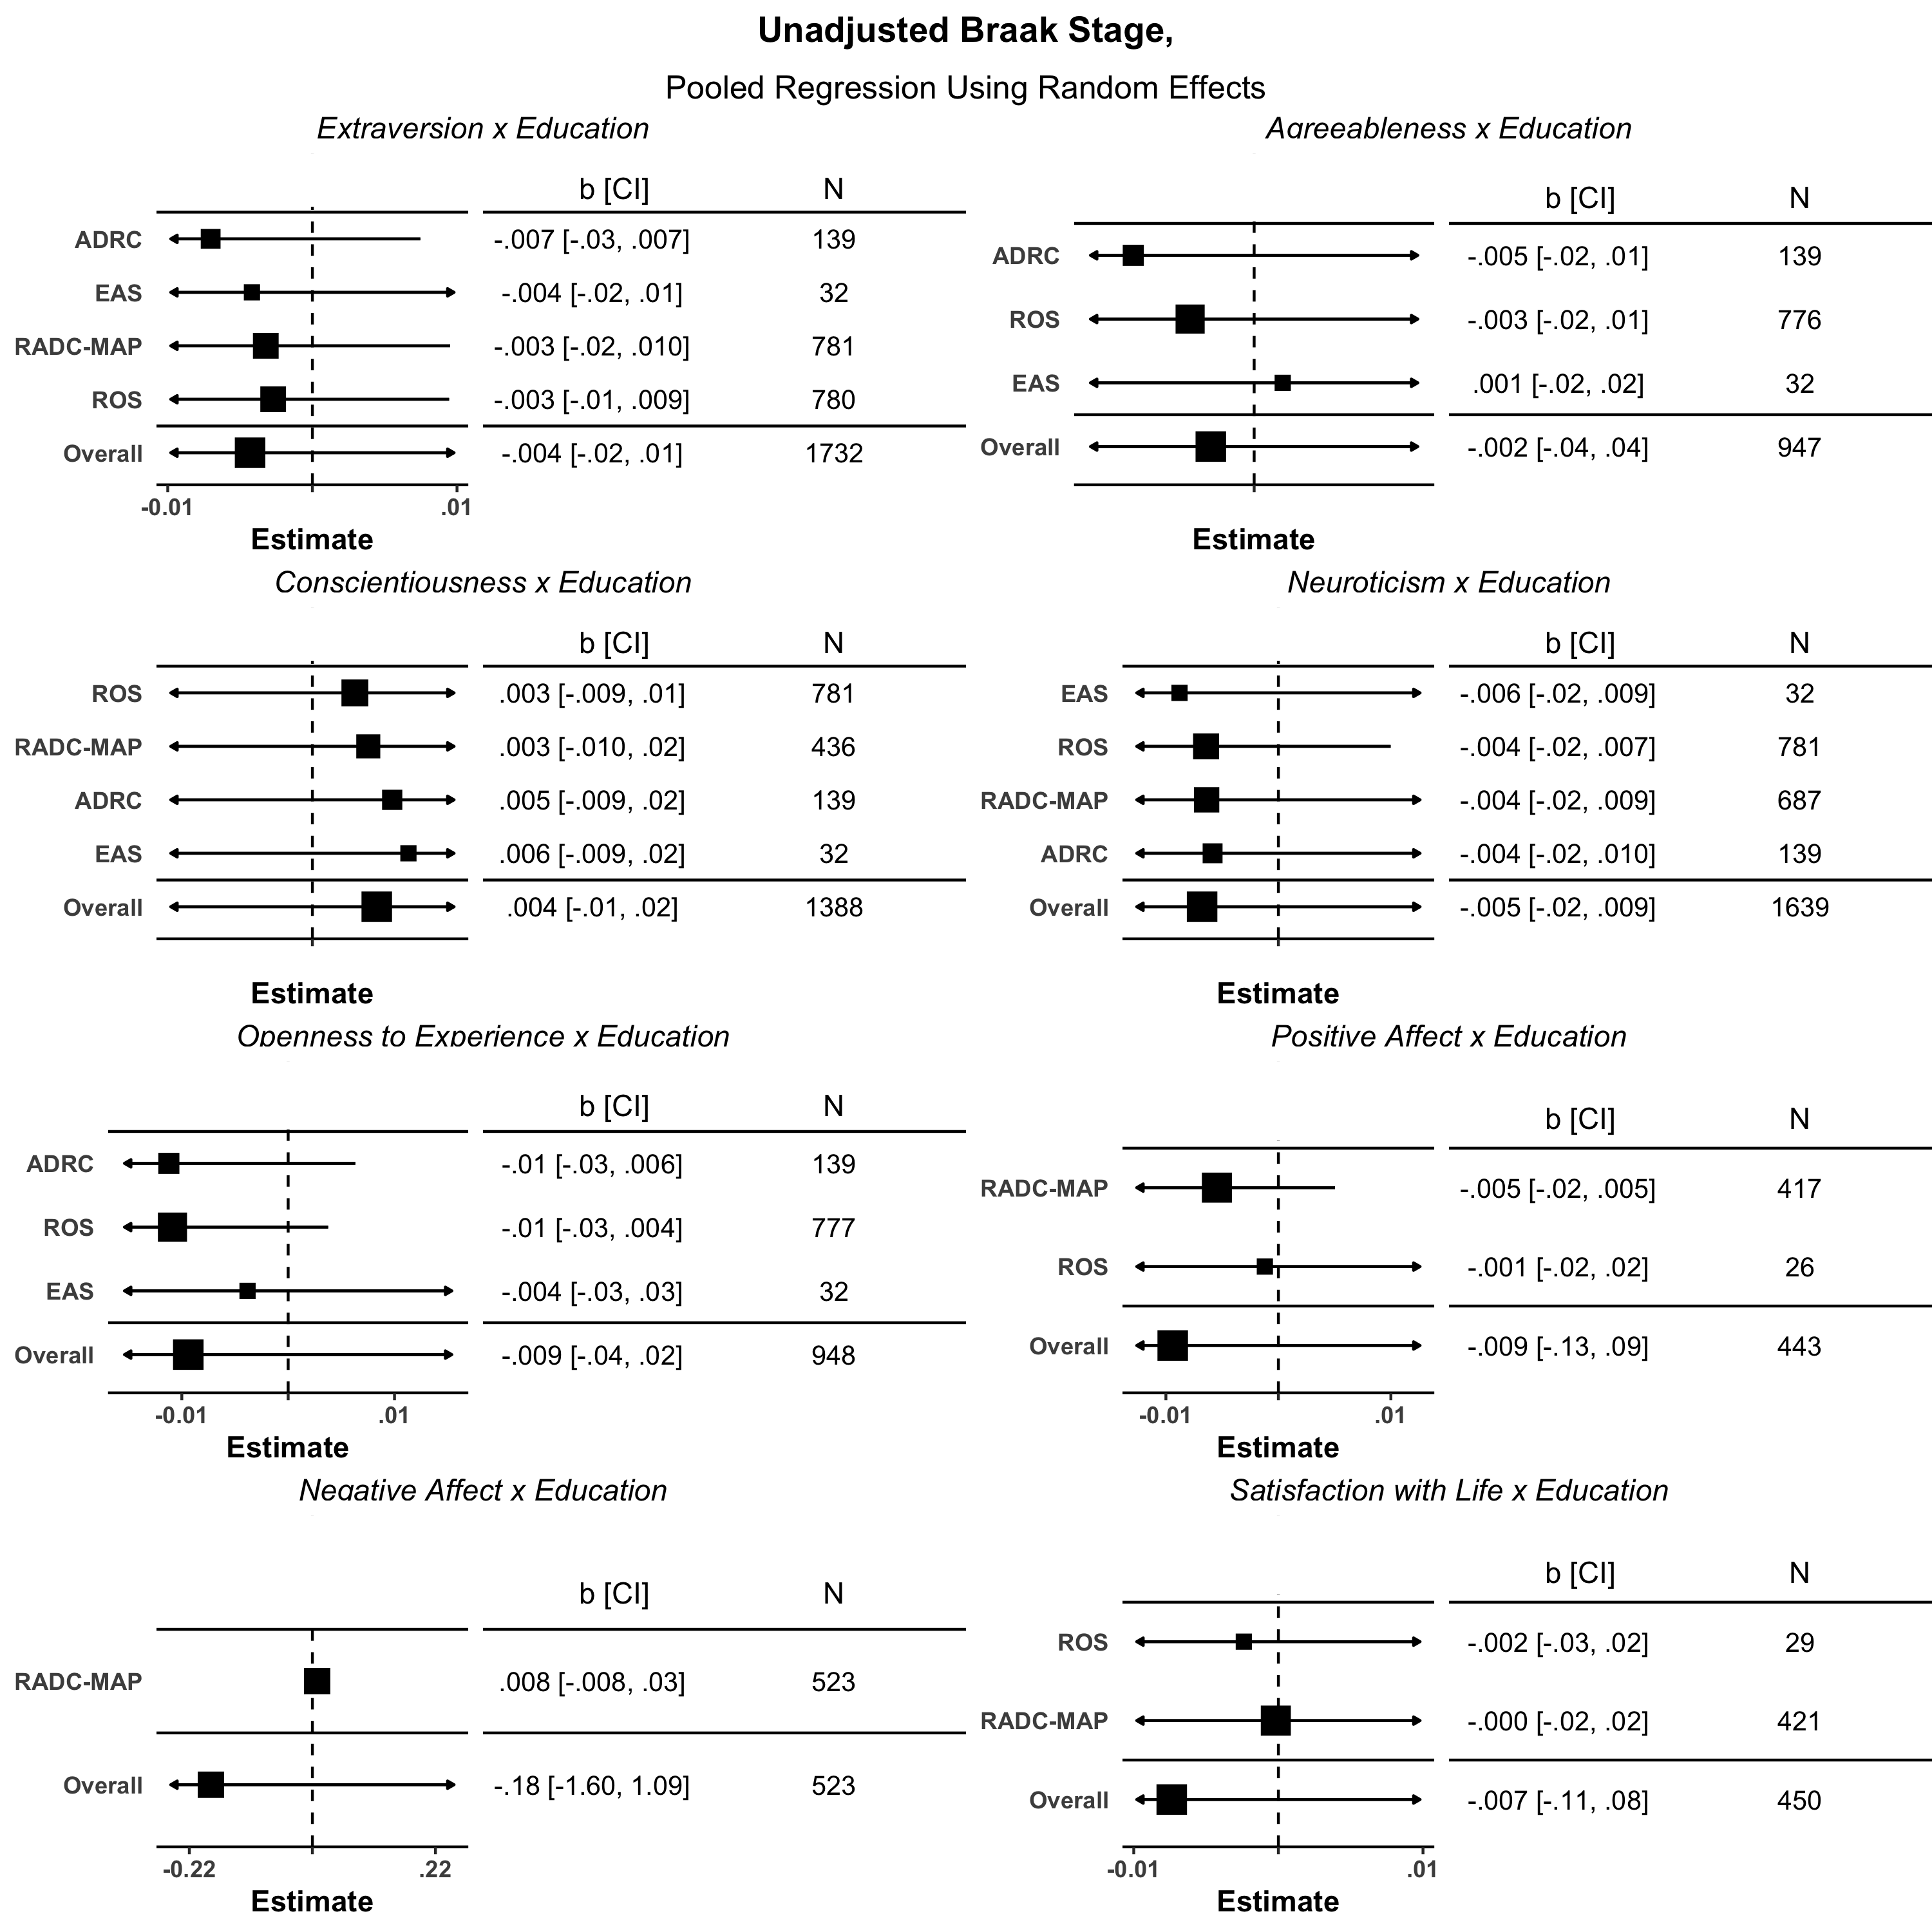 Unadjusted Braak Stage,
Pooled Regression Using Random Effects
Extraversion x Education
b [CI] N
ADRC -.007 [-.03, .007] 139
EAS -.004 [-.02, .01] 32
RADC-MAP -.003 [-.02, .010] 781
ROS -.003 [-.01, .009] 780
Overall -.004 [-.02, .01] 1732
-0.01 .01
Estimate
Agreeableness x Education
b [CI] N
ADRC -.005 [-.02, .01] 139
ROS -.003 [-.02, .01] 776
EAS .001 [-.02, .02] 32
Overall -.002 [-.04, .04] 947
Estimate
Conscientiousness x Education
b [CI] N
ROS .003 [-.009, .01] 781
RADC-MAP .003 [-.010, .02] 436
ADRC .005 [-.009, .02] 139
EAS .006 [-.009, .02] 32
Overall .004 [-.01, .02] 1388
Estimate
Neuroticism x Education
b [CI] N
EAS -.006 [-.02, .009] 32
ROS -.004 [-.02, .007] 781
RADC-MAP -.004 [-.02, .009] 687
ADRC -.004 [-.02, .010] 139
Overall -.005 [-.02, .009] 1639
Estimate
Openness to Experience x Education
b [CI] N
ADRC -.01 [-.03, .006] 139
ROS -.01 [-.03, .004] 777
EAS -.004 [-.03, .03] 32
Overall -.009 [-.04, .02] 948
-0.01 .01
Estimate
Positive Affect x Education
b [CI] N
RADC-MAP -.005 [-.02, .005] 417
ROS -.001 [-.02, .02] 26
Overall -.009 [-.13, .09] 443
-0.01 .01
Estimate
Negative Affect x Education
b [CI] N
RADC-MAP .008 [-.008, .03] 523
Overall -.18 [-1.60, 1.09] 523
-0.22 .22
Estimate
Satisfaction with Life x Education
b [CI] N
ROS -.002 [-.03, .02] 29
RADC-MAP -.000 [-.02, .02] 421
Overall -.007 [-.11, .08] 450
-0.01 .01
Estimate